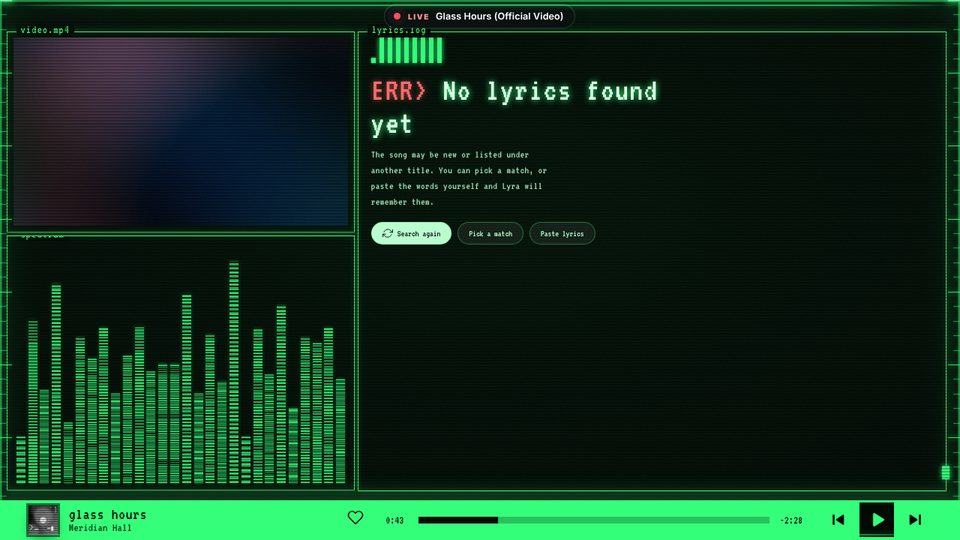 LIVE Glass Hours (Official Video)
video.mp4
lyrics.log
ERR> No lyrics found
yet
The song may be new or listed under
another title. You can pick a match, or
paste the words yourself and Lyra will
remember them.
Search again
Pick a match
Paste lyrics
spectrum
glass hours
Meridian Hall
0:43
-2:28